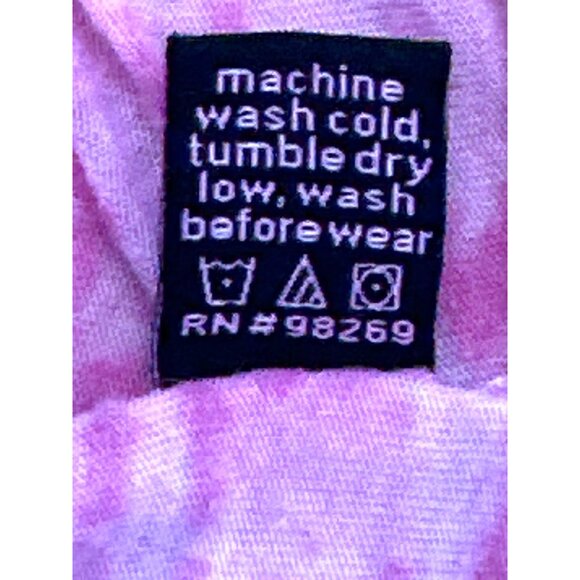 machine
wash cold,
tumble dry
low, wash
before wear
RN # 98269